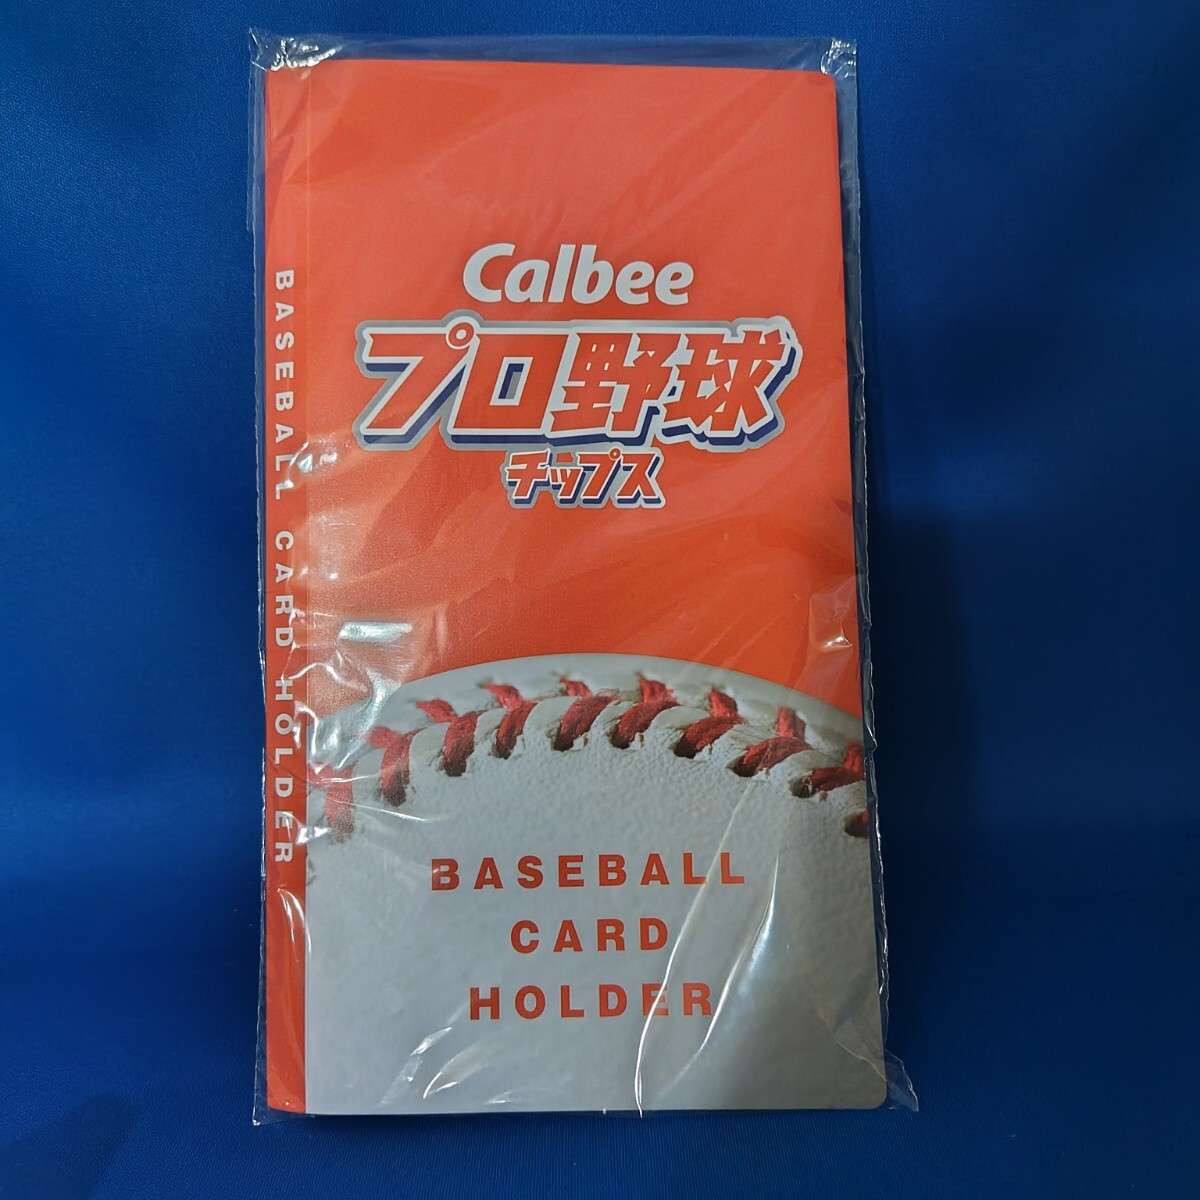 Calbee
プロ野球
チップス
BASEBALL
CARD
HOLDER
BASEBALL CARD HOLDER